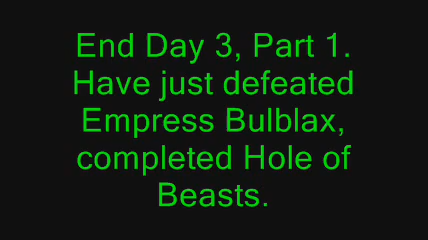 End Day 3, Part 1.
Have just defeated
Empress Bulblax,
completed Hole of
Beasts.